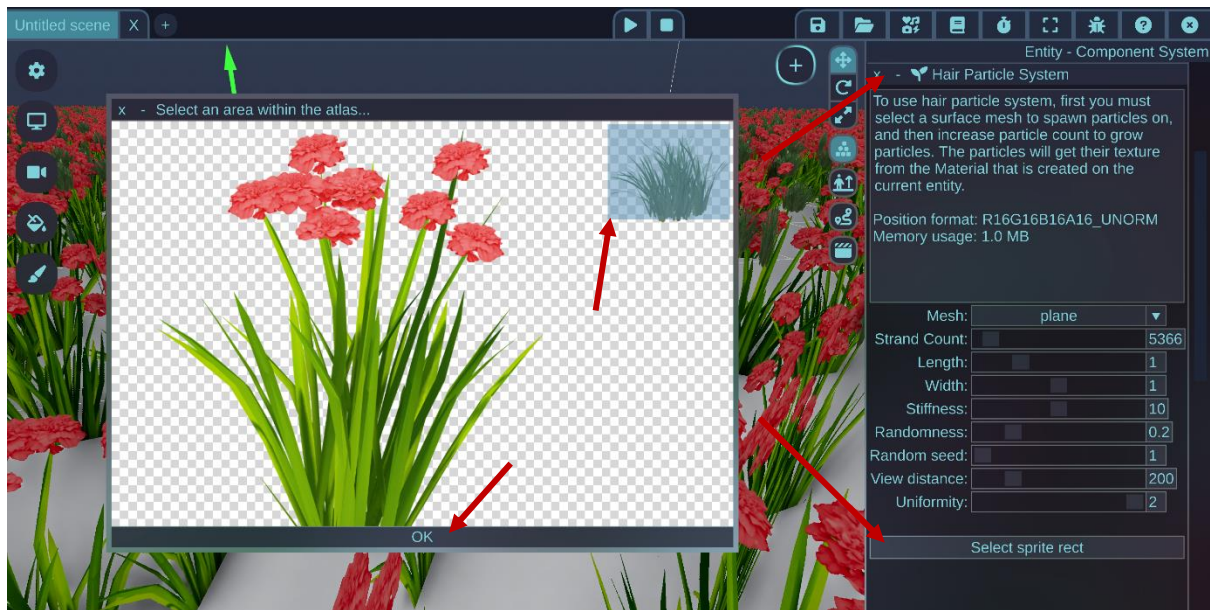 Untitled scene X +
Entity - Component System
x - Hair Particle System
x - Select an area within the atlas...
To use hair particle system, first you must
select a surface mesh to spawn particles on,
and then increase particle count to grow
particles. The particles will get their texture
from the Material that is created on the
current entity.
Position format: R16G16B16A16_UNORM
Memory usage: 1.0 MB
Mesh: plane
Strand Count: 5366
Length: 1
Width: 1
Stiffness: 10
Randomness: 0.2
Random seed: 1
View distance: 200
Uniformity: 2
OK
Select sprite rect